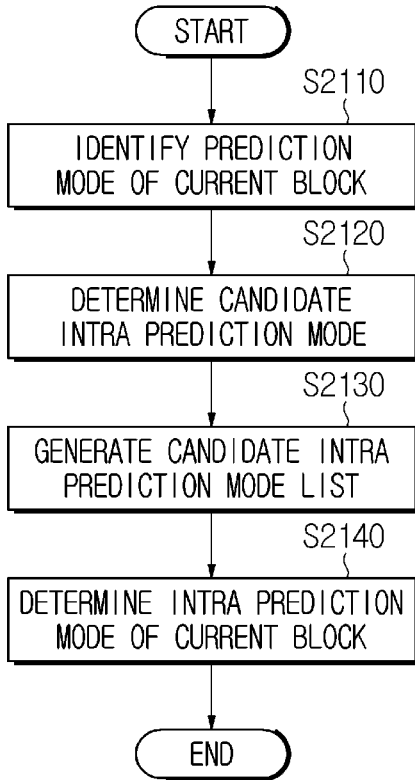 START
S2110
IDENTIFY PREDICTION
MODE OF CURRENT BLOCK
S2120
DETERMINE CANDIDATE
INTRA PREDICTION MODE
S2130
GENERATE CANDIDATE INTRA
PREDICTION MODE LIST
S2140
DETERMINE INTRA PREDICTION
MODE OF CURRENT BLOCK
END